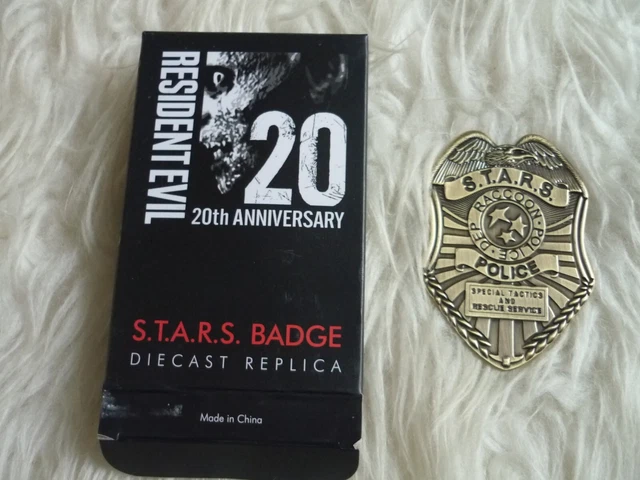 RESIDENT EVIL
20
20th ANNIVERSARY
S.T.A.R.S. BADGE
DIECAST REPLICA
Made in China
S.T.A.R.S.
RACCOON · POLICE · DEP
POLICE
SPECIAL TACTICS
AND
RESCUE SERVICE